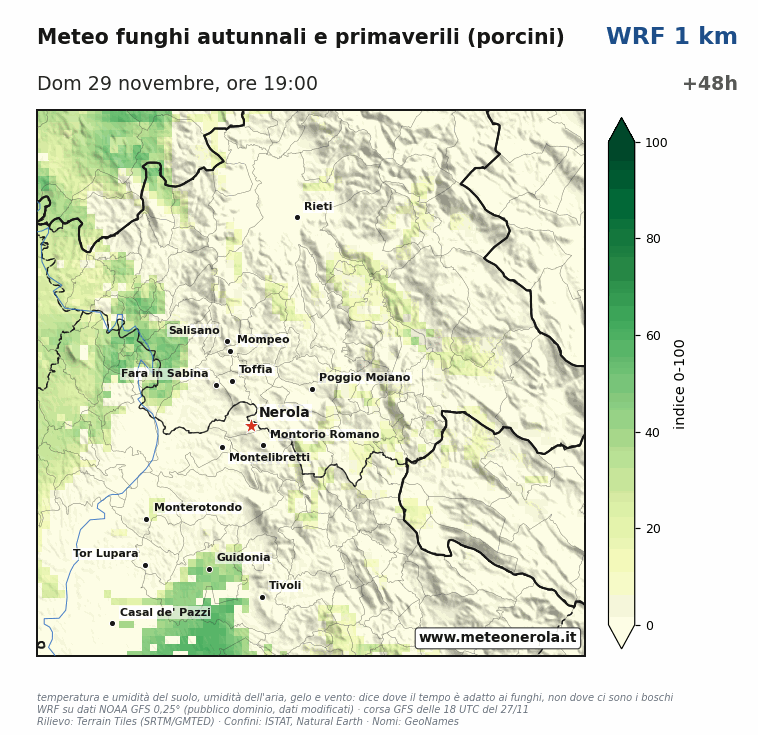 Meteo funghi autunnali e primaverili (porcini)
WRF 1 km
Dom 29 novembre, ore 19:00
+48h
100
80
60
40
20
0
indice 0-100
Rieti
Salisano
Mompeo
Fara in Sabina
Toffia
Poggio Moiano
Nerola
Montorio Romano
Montelibretti
Monterotondo
Tor Lupara
Guidonia
Tivoli
Casal de' Pazzi
www.meteonerola.it
temperatura e umidità del suolo, umidità dell'aria, gelo e vento: dice dove il tempo è adatto ai funghi, non dove ci sono i boschi
WRF su dati NOAA GFS 0,25° (pubblico dominio, dati modificati) · corsa GFS delle 18 UTC del 27/11
Rilievo: Terrain Tiles (SRTM/GMTED) · Confini: ISTAT, Natural Earth · Nomi: GeoNames